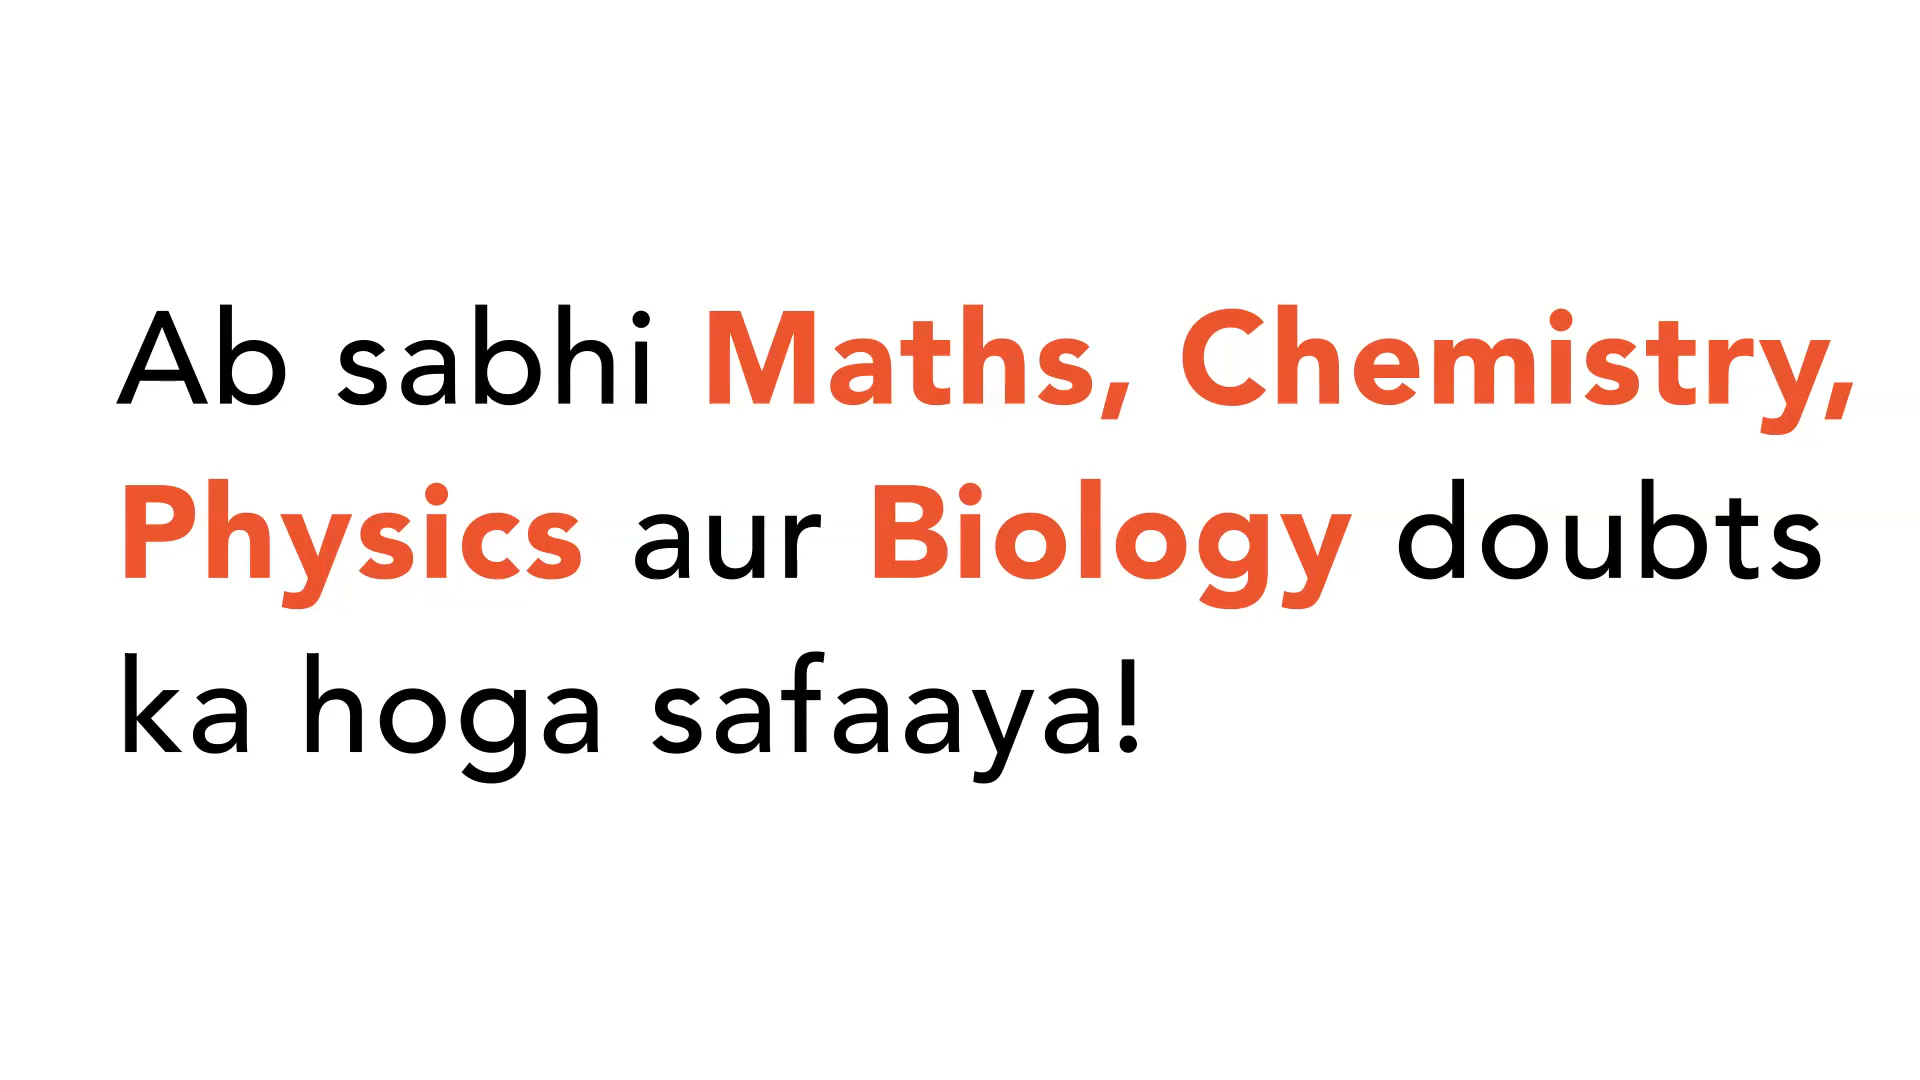 Ab sabhi Maths, Chemistry,
Physics aur Biology doubts
ka hoga safaaya!